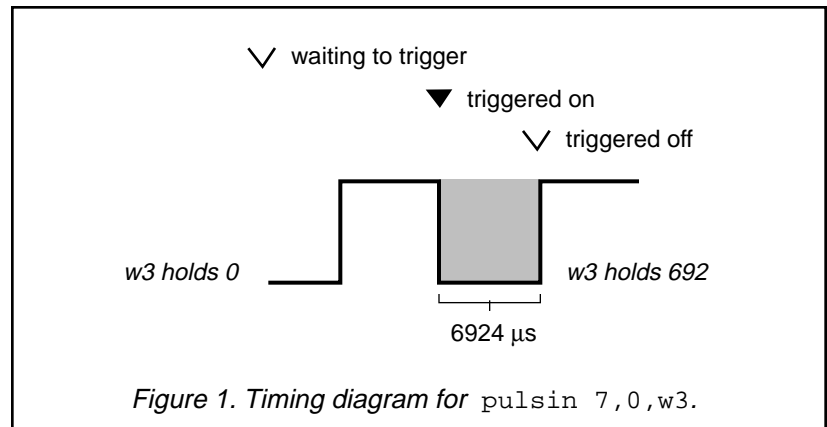 waiting to trigger
triggered on
triggered off
w3 holds 0
w3 holds 692
6924 µs
Figure 1. Timing diagram for pulsin 7,0,w3.